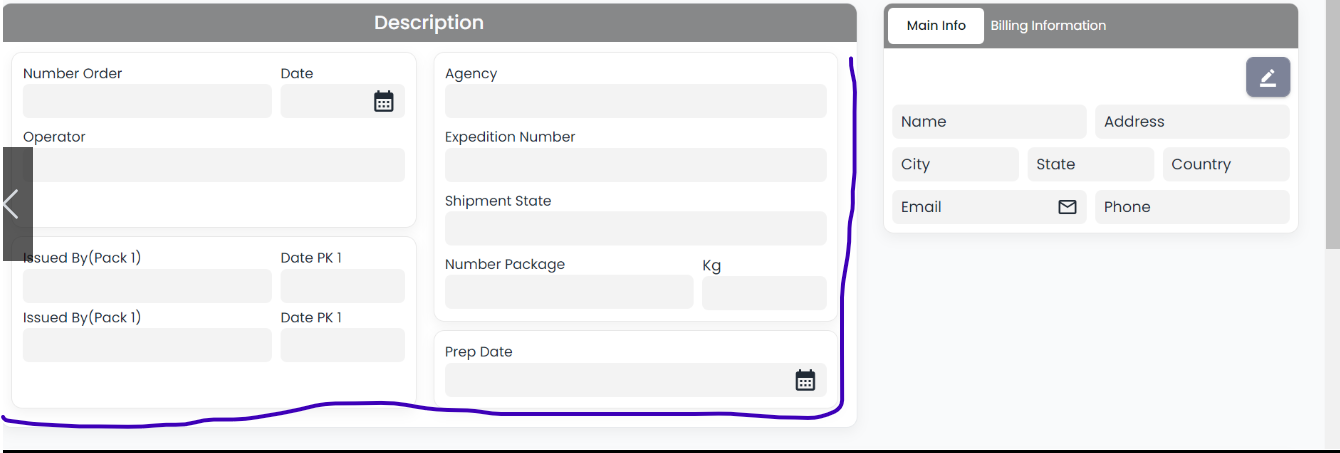 Description
Number Order
Date
Operator
Issued By(Pack 1)
Date PK 1
Issued By(Pack 1)
Date PK 1
Agency
Expedition Number
Shipment State
Number Package
Kg
Prep Date
Main Info
Billing Information
Name
Address
City
State
Country
Email
Phone